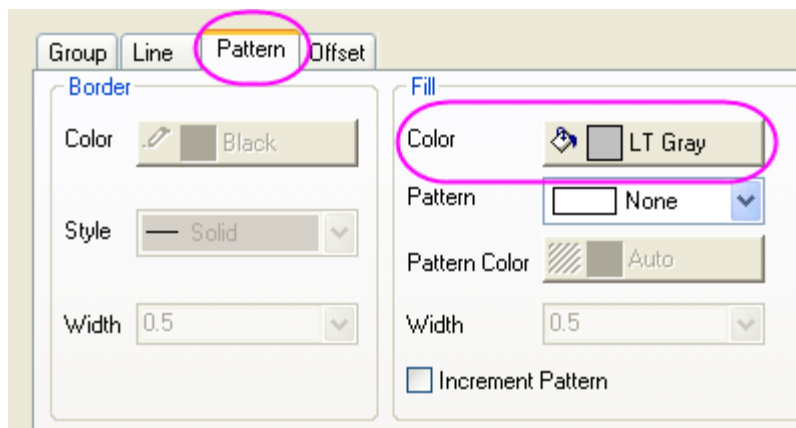 Group Line Pattern Offset
Border
Color Black
Style Solid
Width 0.5
Fill
Color LT Gray
Pattern None
Pattern Color Auto
Width 0.5
Increment Pattern